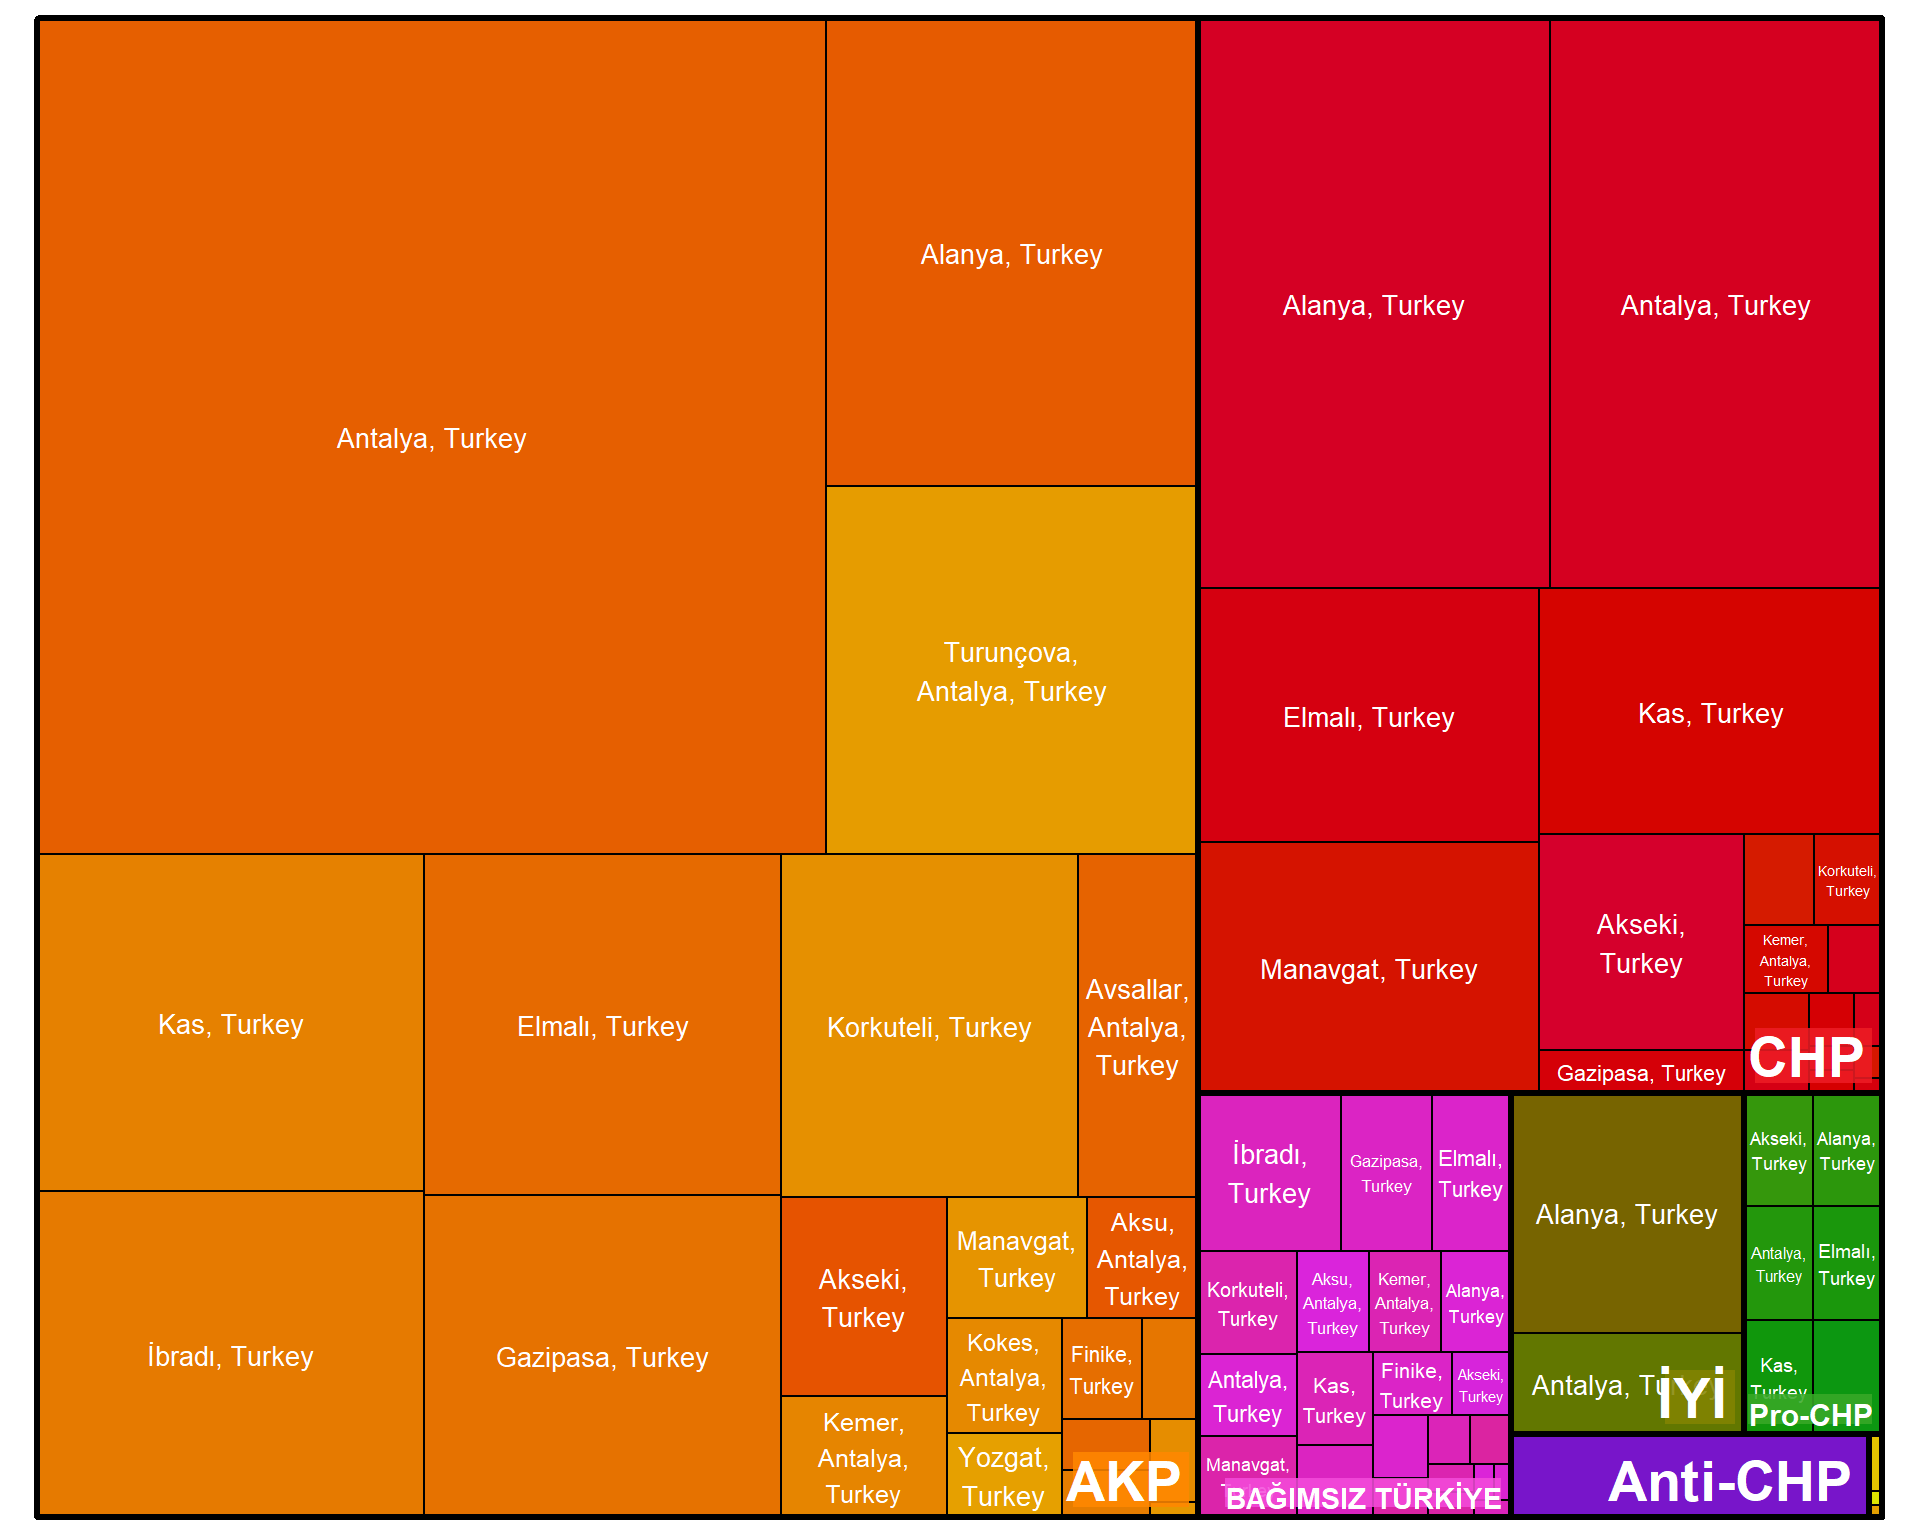 Antalya, Turkey
Alanya, Turkey
Turunçova,
Antalya, Turkey
Kas, Turkey
Elmalı, Turkey
Korkuteli, Turkey
Avsallar,
Antalya,
Turkey
İbradı, Turkey
Gazipasa, Turkey
Akseki,
Turkey
Manavgat,
Turkey
Aksu,
Antalya,
Turkey
Kemer,
Antalya,
Turkey
Kokes,
Antalya,
Turkey
Finike,
Turkey
Yozgat,
Turkey
AKP
Alanya, Turkey
Antalya, Turkey
Elmalı, Turkey
Kas, Turkey
Manavgat, Turkey
Akseki,
Turkey
Korkuteli,
Turkey
Kemer,
Antalya,
Turkey
Gazipasa, Turkey
CHP
İbradı,
Turkey
Gazipasa,
Turkey
Elmalı,
Turkey
Korkuteli,
Turkey
Aksu,
Antalya,
Turkey
Kemer,
Antalya,
Turkey
Alanya,
Turkey
Antalya,
Turkey
Kas,
Turkey
Finike,
Turkey
Akseki,
Turkey
Manavgat,
BAĞIMSIZ TÜRKİYE
Alanya, Turkey
Antalya, Turkey
İYİ
Akseki,
Turkey
Alanya,
Turkey
Antalya,
Turkey
Elmalı,
Turkey
Kas,
Turkey
Pro-CHP
Anti-CHP